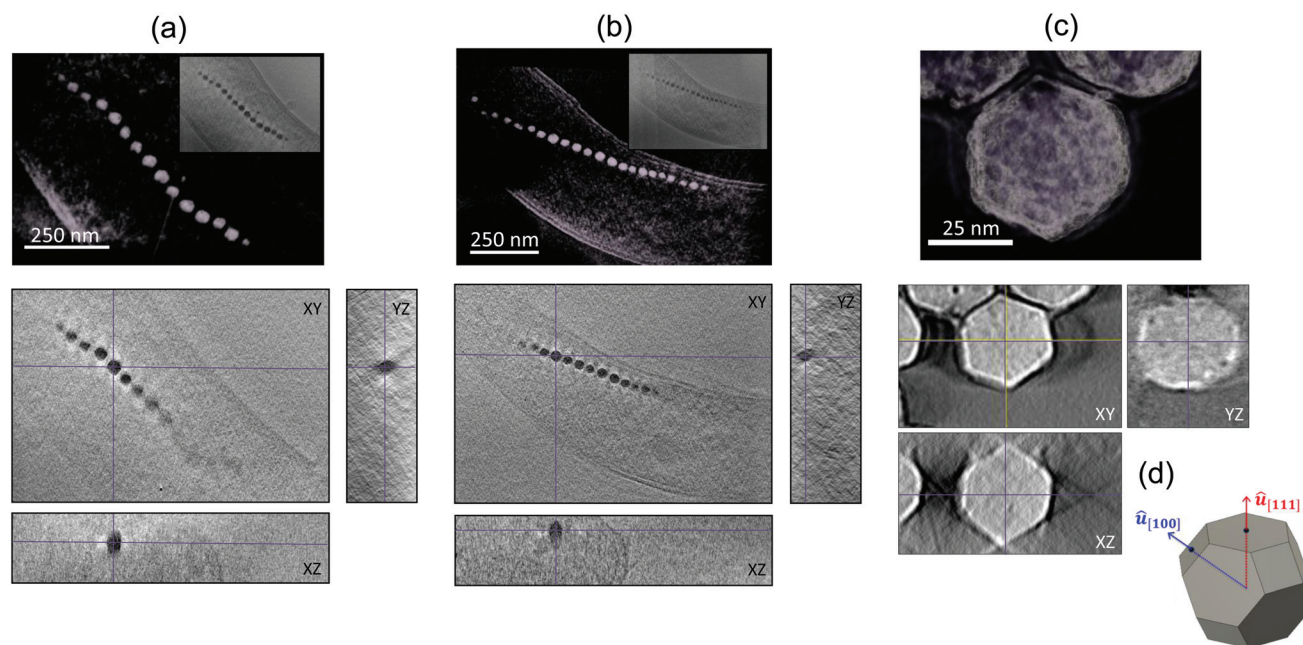 (a)
(b)
(c)
250 nm
250 nm
25 nm
XY
YZ
XZ
XY
YZ
XZ
XY
YZ
XZ
(d)
û[100]
û[111]